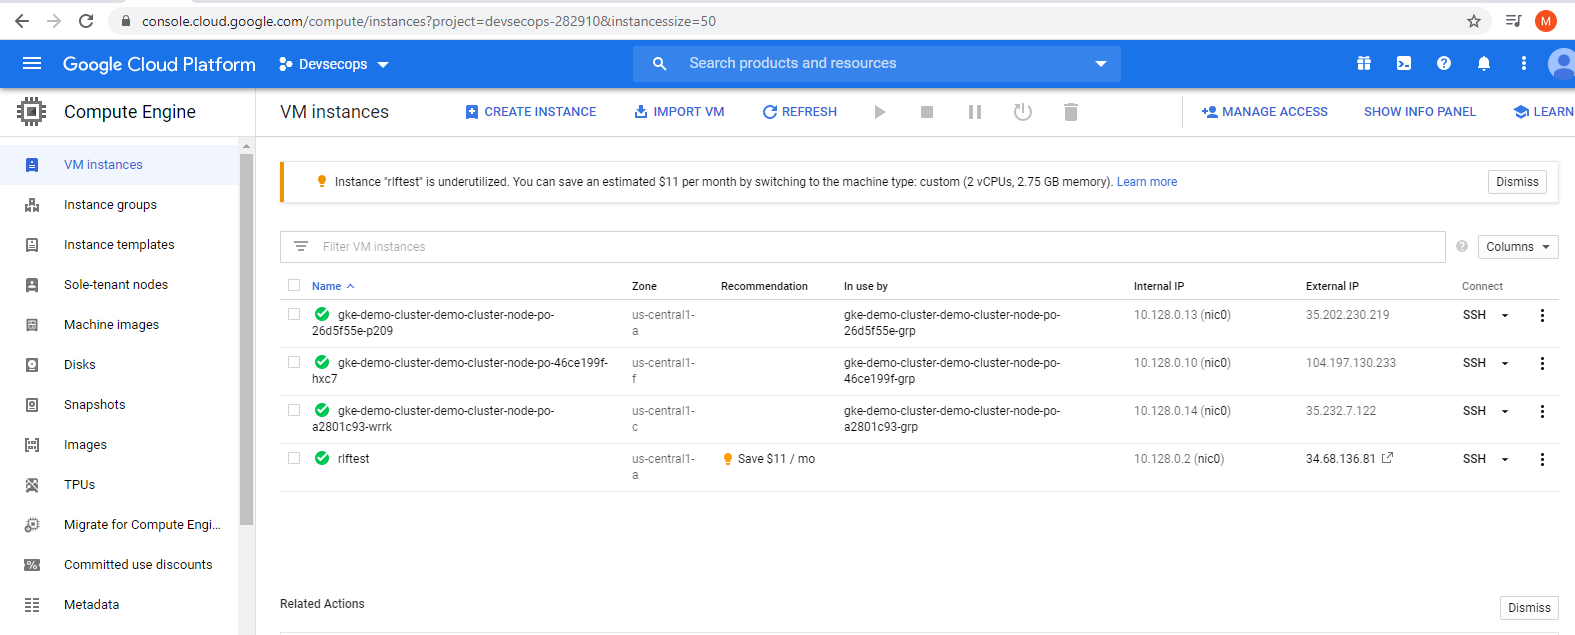 console.cloud.google.com/compute/instances?project=devsecops-282910&instancessize=50
M
Google Cloud Platform
Devsecops
Search products and resources
Compute Engine
VM instances
CREATE INSTANCE
IMPORT VM
REFRESH
MANAGE ACCESS
SHOW INFO PANEL
LEARN
VM instances
Instance groups
Instance templates
Sole-tenant nodes
Machine images
Disks
Snapshots
Images
TPUs
Migrate for Compute Engi...
Committed use discounts
Metadata
Instance "rlftest" is underutilized. You can save an estimated $11 per month by switching to the machine type: custom (2 vCPUs, 2.75 GB memory). Learn more
Dismiss
Filter VM instances
Columns
Name Zone Recommendation In use by Internal IP External IP Connect
gke-demo-cluster-demo-cluster-node-po- us-central1- gke-demo-cluster-demo-cluster-node-po- 10.128.0.13 (nic0) 35.202.230.219 SSH
26d5f55e-p209 a 26d5f55e-grp
gke-demo-cluster-demo-cluster-node-po-46ce199f- us-central1- gke-demo-cluster-demo-cluster-node-po- 10.128.0.10 (nic0) 104.197.130.233 SSH
hxc7 f 46ce199f-grp
gke-demo-cluster-demo-cluster-node-po- us-central1- gke-demo-cluster-demo-cluster-node-po- 10.128.0.14 (nic0) 35.232.7.122 SSH
a2801c93-wrrk c a2801c93-grp
rlftest us-central1- Save $11 / mo 10.128.0.2 (nic0) 34.68.136.81 SSH
a
Related Actions
Dismiss